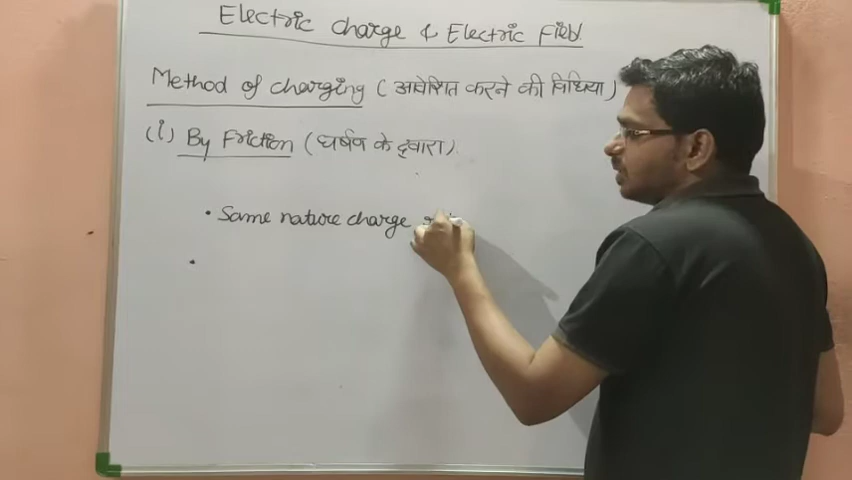 Electric charge & Electric Field
Method of charging (आवेशित करने की विधिया)
(i) By Friction (घर्षण के द्वारा).
• Same nature charge